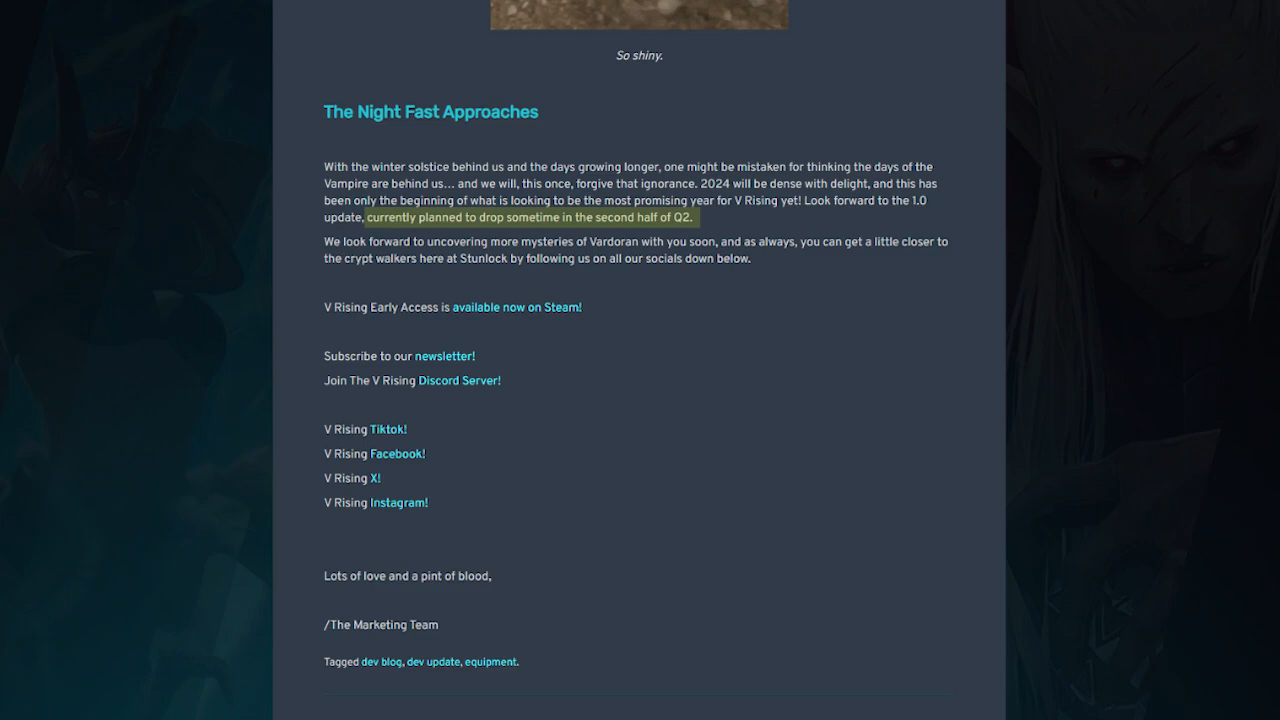 So shiny.
The Night Fast Approaches
With the winter solstice behind us and the days growing longer, one might be mistaken for thinking the days of the
Vampire are behind us... and we will, this once, forgive that ignorance. 2024 will be dense with delight, and this has
been only the beginning of what is looking to be the most promising year for V Rising yet! Look forward to the 1.0
update, currently planned to drop sometime in the second half of Q2.
We look forward to uncovering more mysteries of Vardoran with you soon, and as always, you can get a little closer to
the crypt walkers here at Stunlock by following us on all our socials down below.
V Rising Early Access is available now on Steam!
Subscribe to our newsletter!
Join The V Rising Discord Server!
V Rising Tiktok!
V Rising Facebook!
V Rising X!
V Rising Instagram!
Lots of love and a pint of blood,
/The Marketing Team
Tagged dev blog, dev update, equipment.